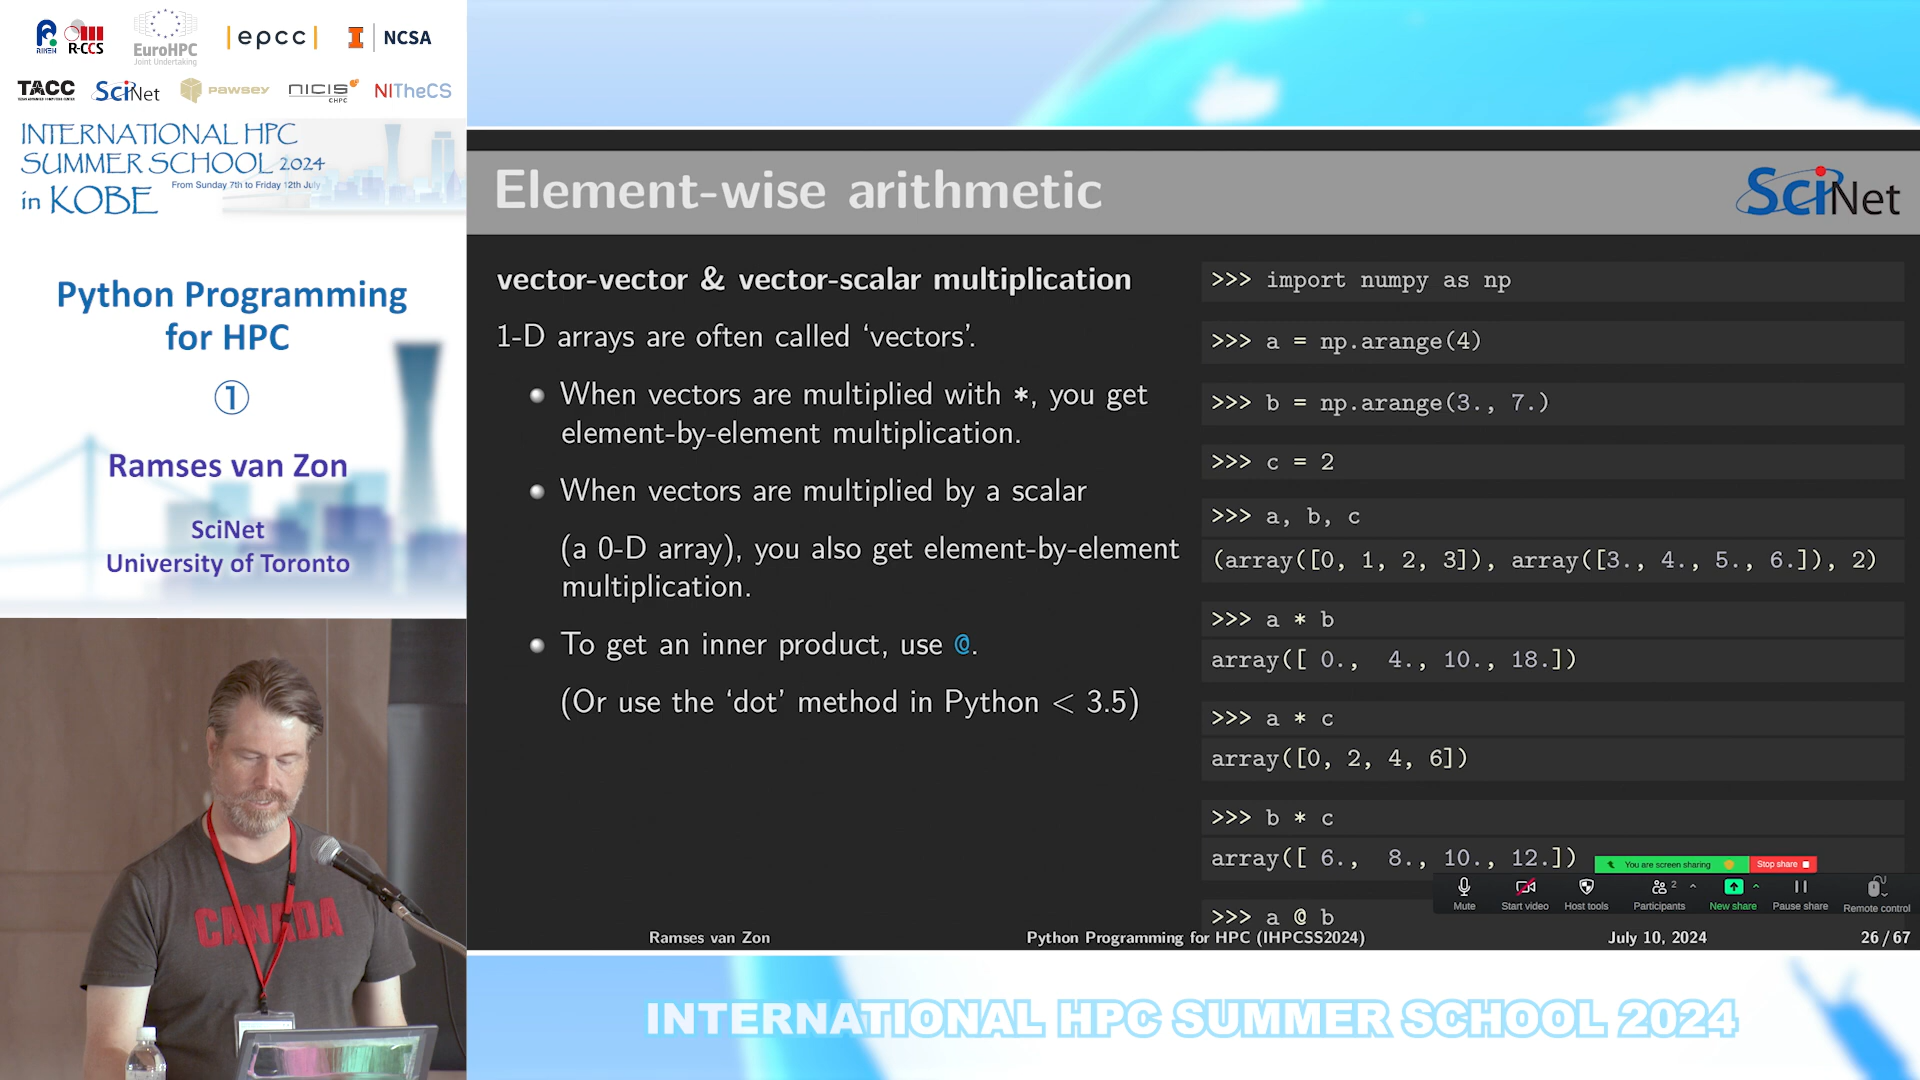 RIKEN
R-CCS
EuroHPC
Joint Undertaking
|epcc|
NCSA
TACC
SciNet
PAWSEY
NICIS
CHPC
NITheCS
INTERNATIONAL HPC
SUMMER SCHOOL 2024
in KOBE
From Sunday 7th to Friday 12th July
Python Programming
for HPC
①
Ramses van Zon
SciNet
University of Toronto
CANADA
Element-wise arithmetic
SciNet
vector-vector & vector-scalar multiplication
1-D arrays are often called ‘vectors’.
When vectors are multiplied with *, you get
element-by-element multiplication.
When vectors are multiplied by a scalar
(a 0-D array), you also get element-by-element
multiplication.
To get an inner product, use @.
(Or use the ‘dot’ method in Python < 3.5)
>>> import numpy as np
>>> a = np.arange(4)
>>> b = np.arange(3., 7.)
>>> c = 2
>>> a, b, c
(array([0, 1, 2, 3]), array([3., 4., 5., 6.]), 2)
>>> a * b
array([ 0.,  4., 10., 18.])
>>> a * c
array([0, 2, 4, 6])
>>> b * c
array([ 6.,  8., 10., 12.])
>>> a @ b
You are screen sharing
Stop share
Mute
Start video
Host tools
Participants
2
New share
Pause share
Remote control
Ramses van Zon
Python Programming for HPC (IHPCSS2024)
July 10, 2024
26 / 67
INTERNATIONAL HPC SUMMER SCHOOL 2024